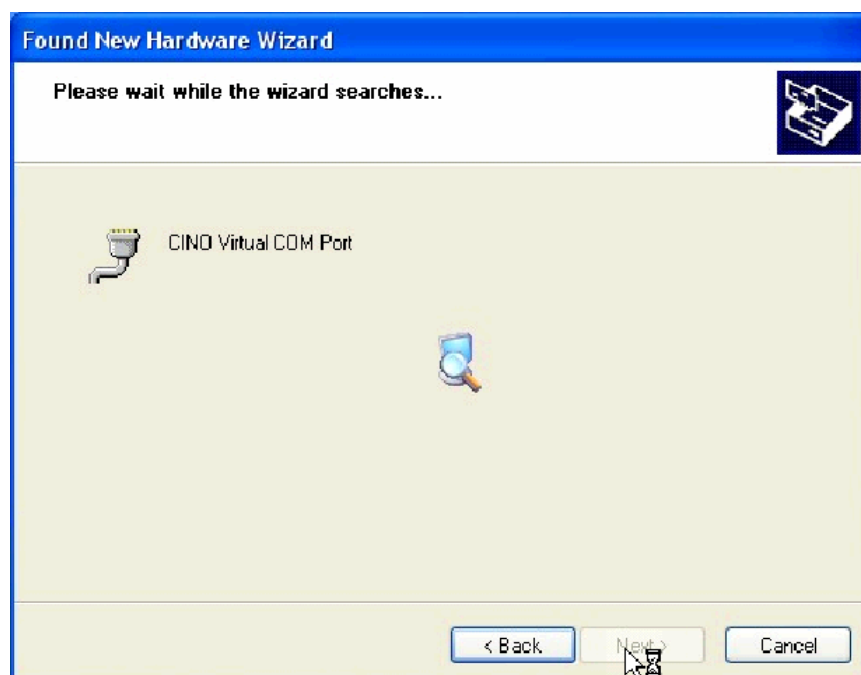 Found New Hardware Wizard
Please wait while the wizard searches...
CINO Virtual COM Port
< Back
Next >
Cancel